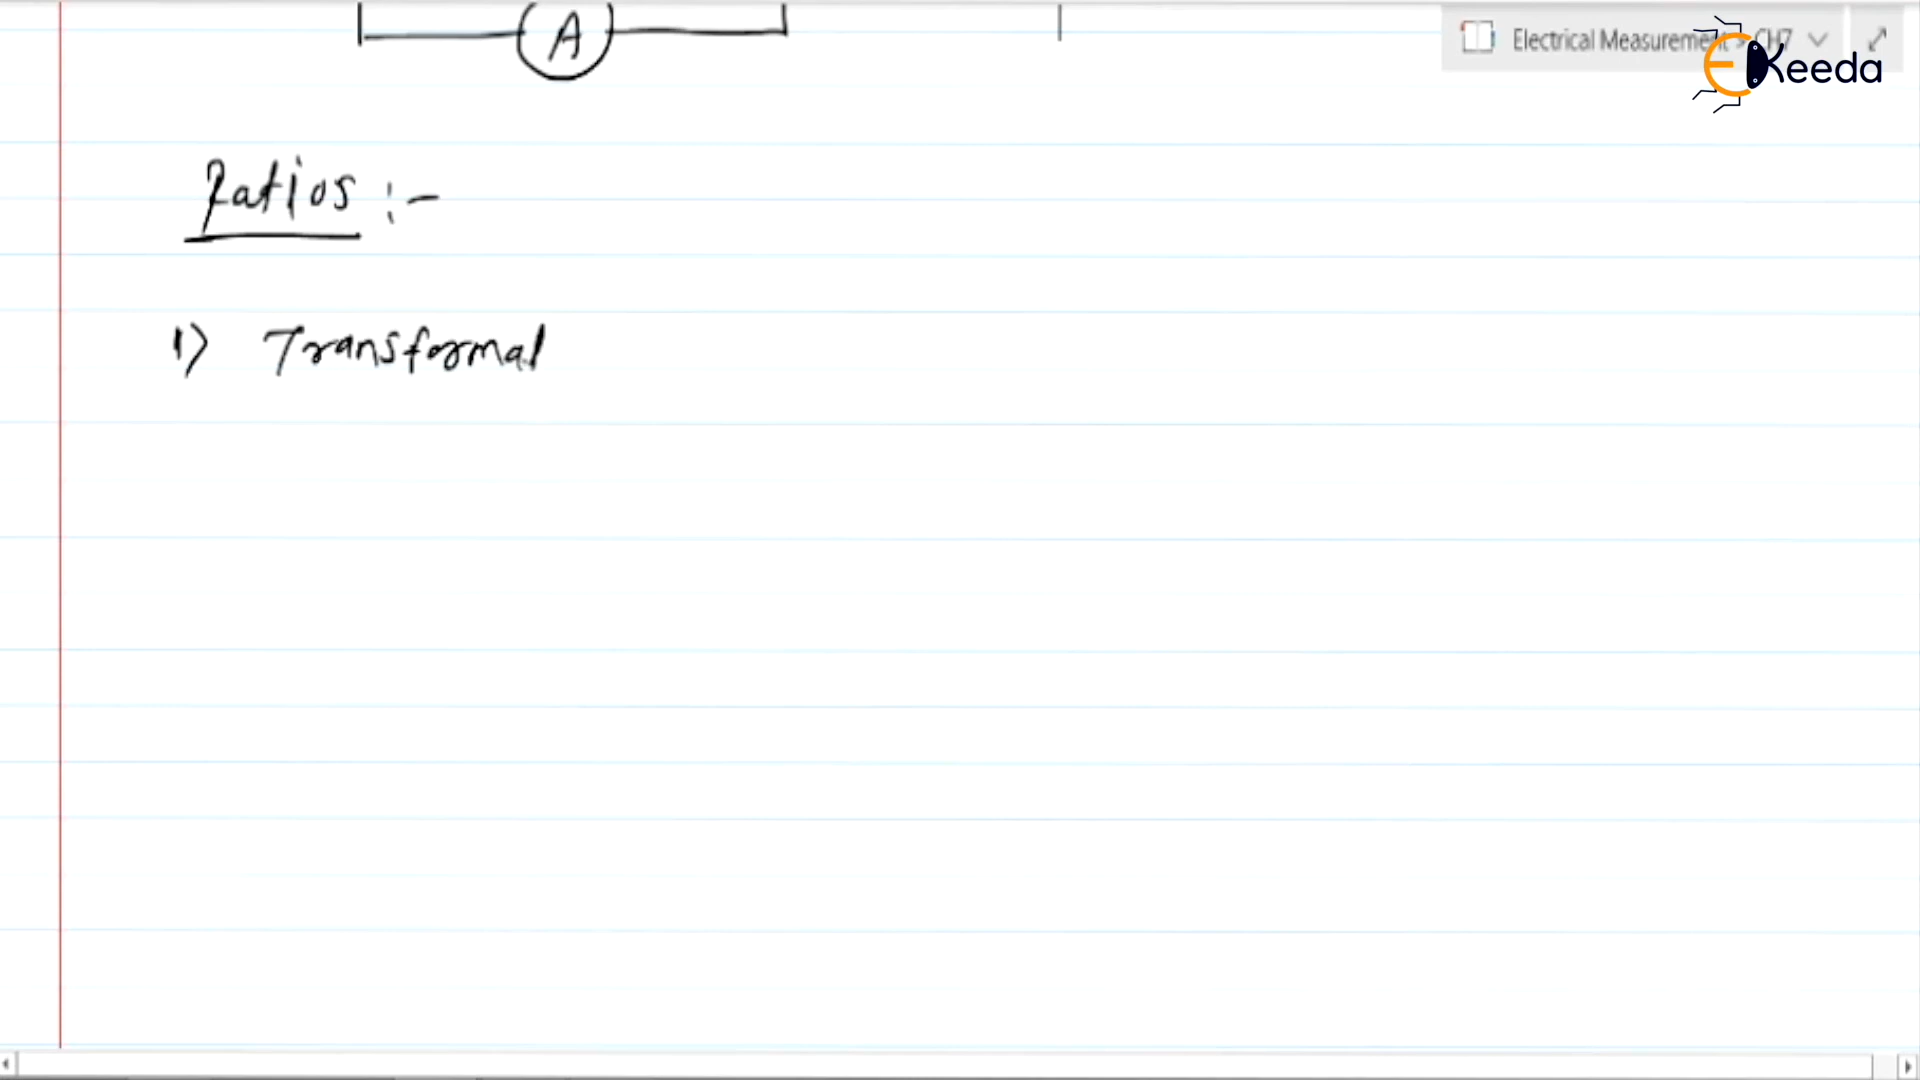 A
Electrical Measurement > CH7
EKeeda
Ratios :-
1) Transformal